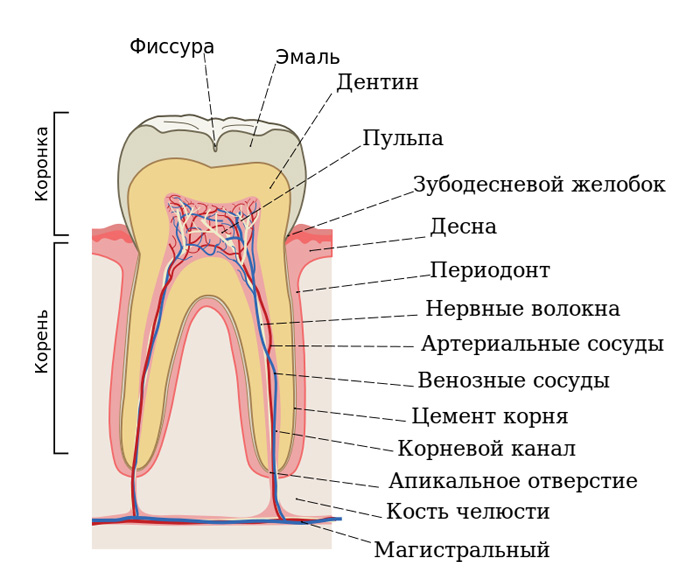 Фиссура
Эмаль
Дентин
Пульпа
Коронка
Зубодесневой желобок
Десна
Периодонт
Нервные волокна
Корень
Артериальные сосуды
Венозные сосуды
Цемент корня
Корневой канал
Апикальное отверстие
Кость челюсти
Магистральный